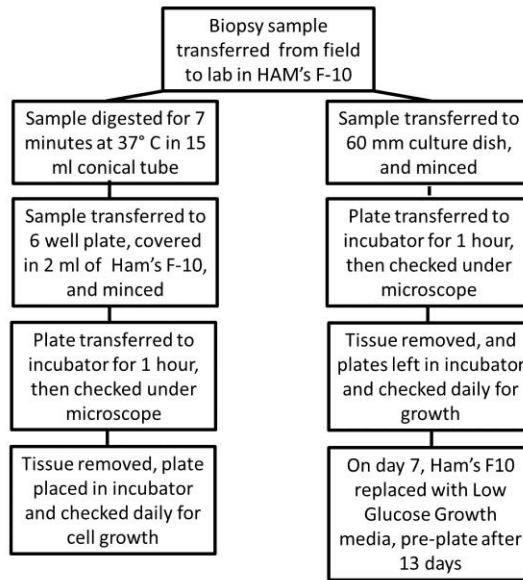 Biopsy sample
transferred from field
to lab in HAM's F-10
Sample digested for 7
minutes at 37° C in 15
ml conical tube
Sample transferred to
6 well plate, covered
in 2 ml of Ham's F-10,
and minced
Plate transferred to
incubator for 1 hour,
then checked under
microscope
Tissue removed, plate
placed in incubator
and checked daily for
cell growth
Sample transferred to
60 mm culture dish,
and minced
Plate transferred to
incubator for 1 hour,
then checked under
microscope
Tissue removed, and
plates left in incubator
and checked daily for
growth
On day 7, Ham's F10
replaced with Low
Glucose Growth
media, pre-plate after
13 days